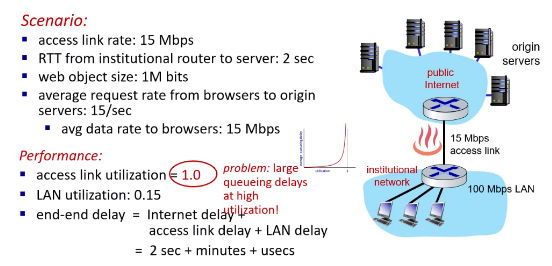 Scenario:
access link rate: 15 Mbps
RTT from institutional router to server: 2 sec
web object size: 1M bits
average request rate from browsers to origin
servers: 15/sec
avg data rate to browsers: 15 Mbps
Performance:
access link utilization = 1.0
LAN utilization: 0.15
end-end delay = Internet delay +
access link delay + LAN delay
= 2 sec + minutes + usecs
problem: large
queueing delays
at high
utilization!
utilization
1
origin
servers
public
Internet
15 Mbps
access link
institutional
network
100 Mbps LAN